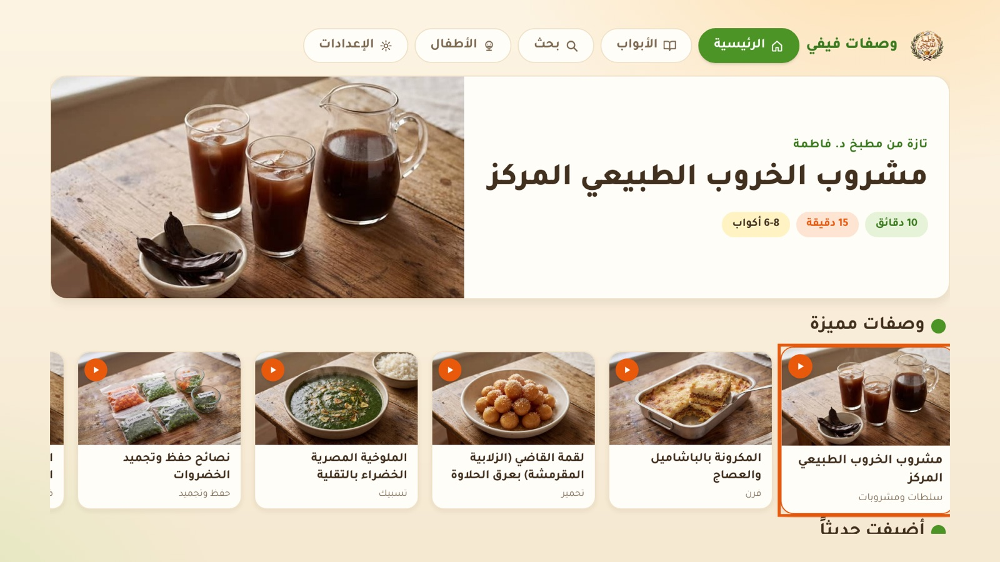 وصفات فيفي
الرئيسية
الأبواب
بحث
الأطفال
الإعدادات
تازة من مطبخ د. فاطمة
مشروب الخروب الطبيعي المركز
10 دقائق
15 دقيقة
6-8 أكواب
وصفات مميزة
مشروب الخروب الطبيعي
المركز
سلطات ومشروبات
المكرونة بالباشاميل
والعصاج
فرن
لقمة القاضي (الزلابية
المقرمشة) بعرق الحلاوة
تحمير
الملوخية المصرية
الخضراء بالتقلية
تسبيك
نصائح حفظ وتجميد
الخضروات
حفظ وتجميد
أضيفت حديثاً